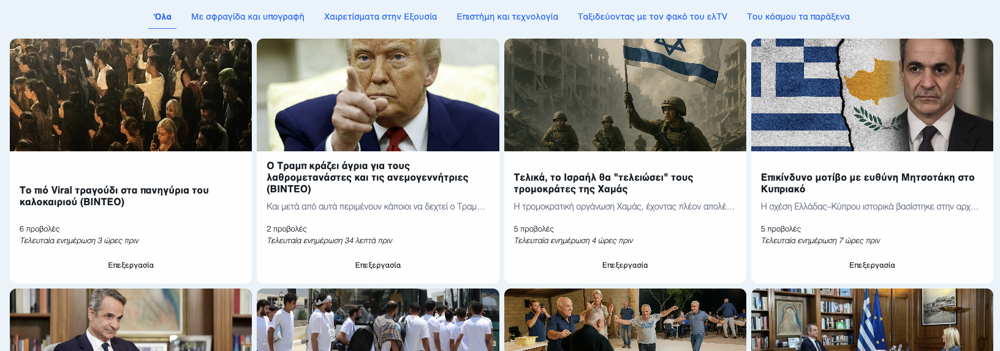 Όλα
Με σφραγίδα και υπογραφή
Χαιρετίσματα στην Εξουσία
Επιστήμη και τεχνολογία
Ταξιδεύοντας με τον φακό του ελTV
Του κόσμου τα παράξενα
Το πιό Viral τραγούδι στα πανηγύρια του
καλοκαιριού (ΒΙΝΤΕΟ)
6 προβολές
Τελευταία ενημέρωση 3 ώρες πριν
Επεξεργασία
Ο Τραμπ κράζει άγρια για τους
λαθρομετανάστες και τις ανεμογεννήτριες
(ΒΙΝΤΕΟ)
Και μετά από αυτά περιμένουν κάποιοι να δεχτεί ο Τραμ...
2 προβολές
Τελευταία ενημέρωση 34 λεπτά πριν
Επεξεργασία
Τελικά, το Ισραήλ θα "τελειώσει" τους
τρομοκράτες της Χαμάς
Η τρομοκρατική οργάνωση Χαμάς, έχοντας πλέον απολέ...
5 προβολές
Τελευταία ενημέρωση 4 ώρες πριν
Επεξεργασία
Επικίνδυνο μοτίβο με ευθύνη Μητσοτάκη στο
Κυπριακό
Η σχέση Ελλάδας–Κύπρου ιστορικά βασίστηκε στην αρχ...
5 προβολές
Τελευταία ενημέρωση 7 ώρες πριν
Επεξεργασία